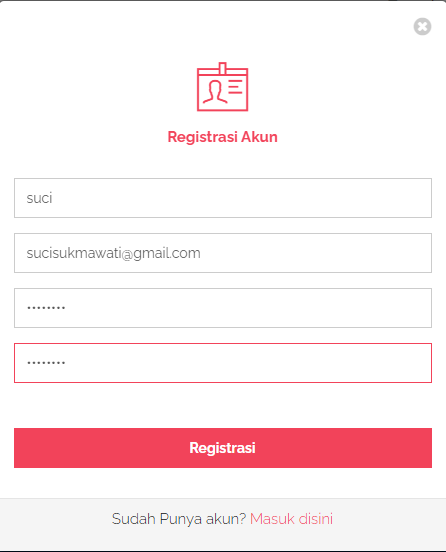 Registrasi Akun
suci
sucisukmawati@gmail.com
••••••••
••••••••
Registrasi
Sudah Punya akun? Masuk disini